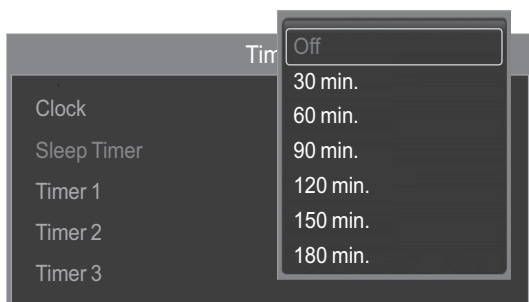 Tim
Clock
Sleep Timer
Timer 1
Timer 2
Timer 3
Off
30 min.
60 min.
90 min.
120 min.
150 min.
180 min.